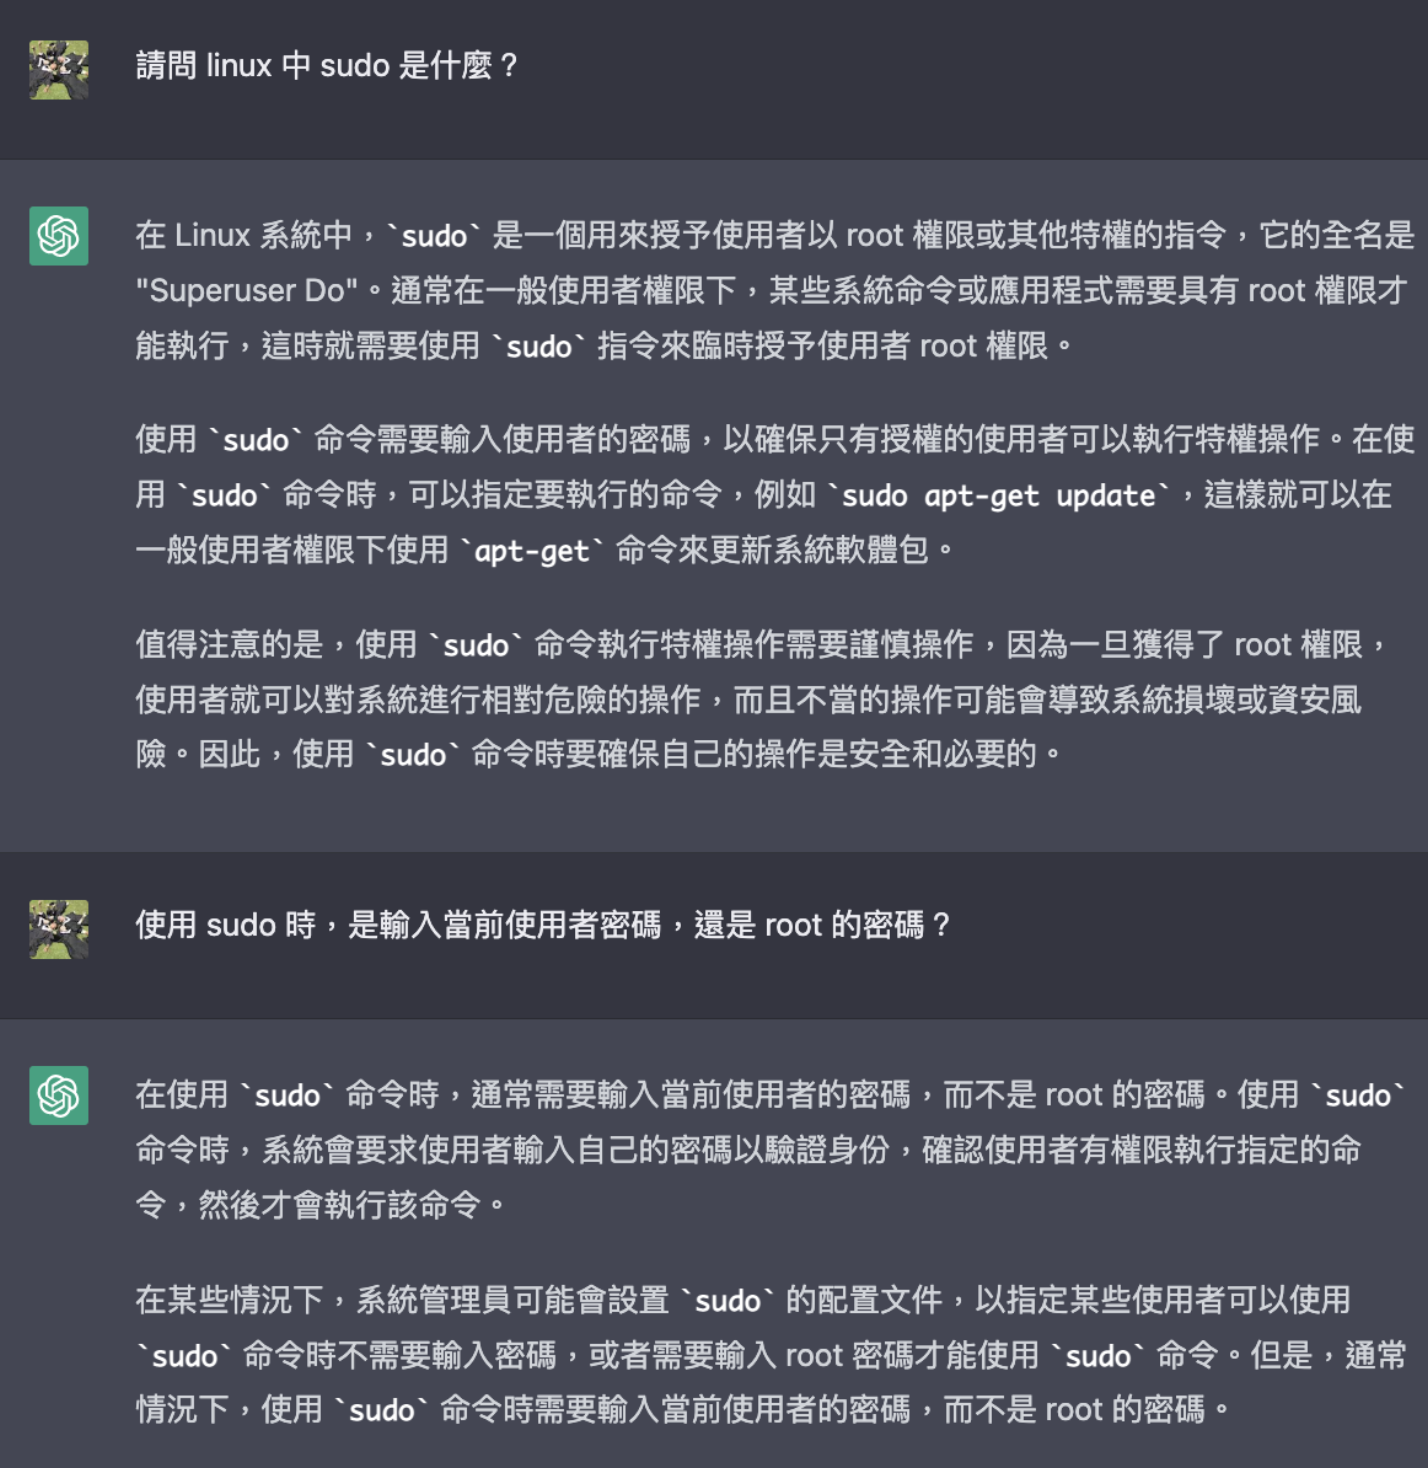 請問 linux 中 sudo 是什麼？
在 Linux 系統中，`sudo` 是一個用來授予使用者以 root 權限或其他特權的指令，它的全名是
"Superuser Do"。通常在一般使用者權限下，某些系統命令或應用程式需要具有 root 權限才
能執行，這時就需要使用 `sudo` 指令來臨時授予使用者 root 權限。
使用 `sudo` 命令需要輸入使用者的密碼，以確保只有授權的使用者可以執行特權操作。在使
用 `sudo` 命令時，可以指定要執行的命令，例如 `sudo apt-get update`，這樣就可以在
一般使用者權限下使用 `apt-get` 命令來更新系統軟體包。
值得注意的是，使用 `sudo` 命令執行特權操作需要謹慎操作，因為一旦獲得了 root 權限，
使用者就可以對系統進行相對危險的操作，而且不當的操作可能會導致系統損壞或資安風
險。因此，使用 `sudo` 命令時要確保自己的操作是安全和必要的。
使用 sudo 時，是輸入當前使用者密碼，還是 root 的密碼？
在使用 `sudo` 命令時，通常需要輸入當前使用者的密碼，而不是 root 的密碼。使用 `sudo`
命令時，系統會要求使用者輸入自己的密碼以驗證身份，確認使用者有權限執行指定的命
令，然後才會執行該命令。
在某些情況下，系統管理員可能會設置 `sudo` 的配置文件，以指定某些使用者可以使用
`sudo` 命令時不需要輸入密碼，或者需要輸入 root 密碼才能使用 `sudo` 命令。但是，通常
情況下，使用 `sudo` 命令時需要輸入當前使用者的密碼，而不是 root 的密碼。